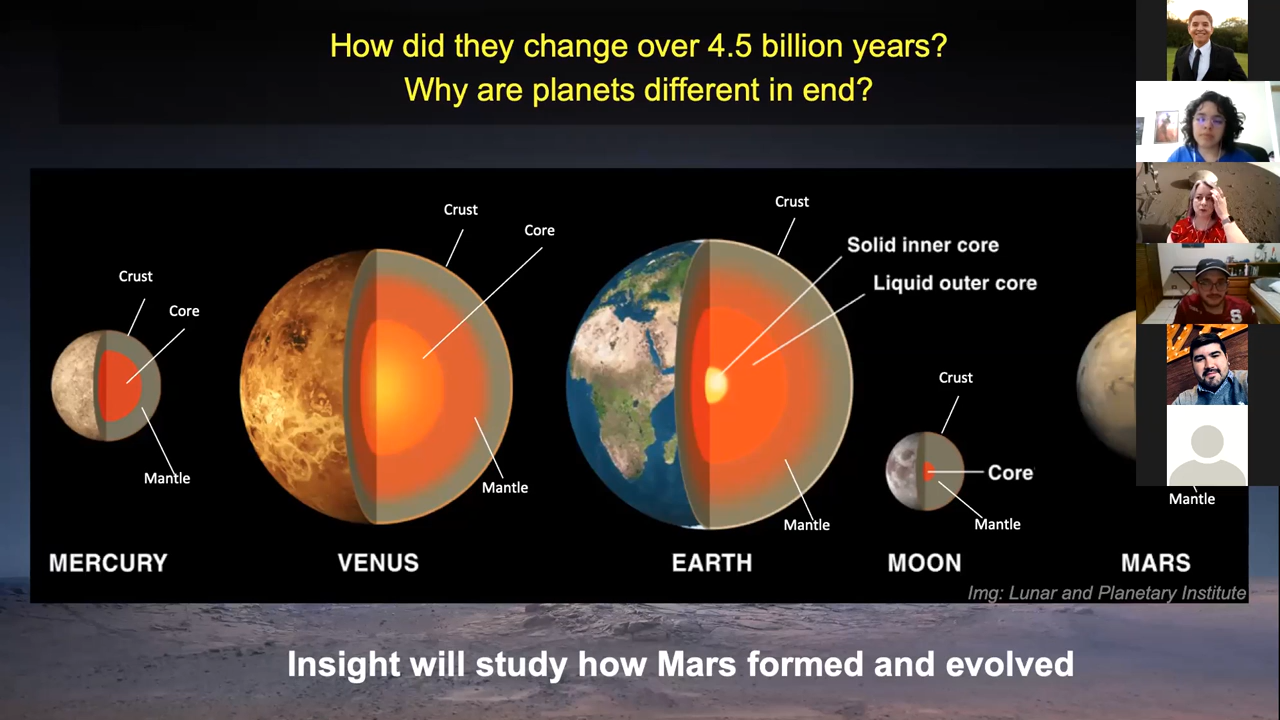 How did they change over 4.5 billion years?
Why are planets different in end?
Crust
Core
Mantle
MERCURY
Crust
Core
Mantle
VENUS
Crust
Solid inner core
Liquid outer core
Mantle
EARTH
Crust
Core
Mantle
MOON
Mantle
MARS
Img: Lunar and Planetary Institute
Insight will study how Mars formed and evolved
S